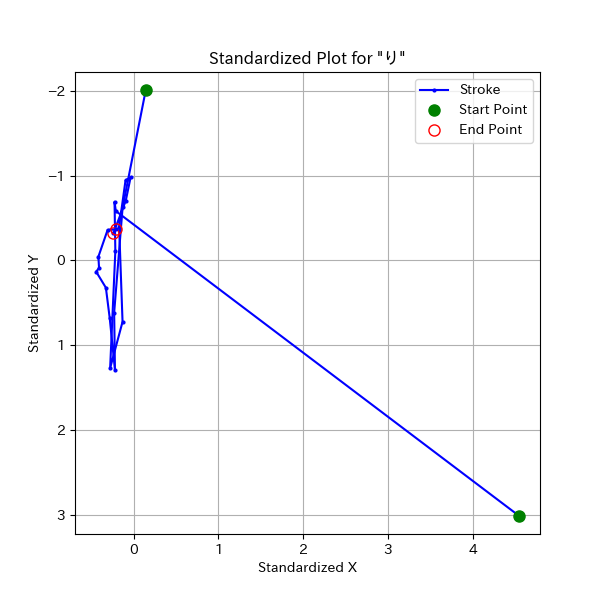 Standardized Plot for "り"
Stroke
Start Point
End Point
Standardized Y
−2
−1
0
1
2
3
0 1 2 3 4
Standardized X